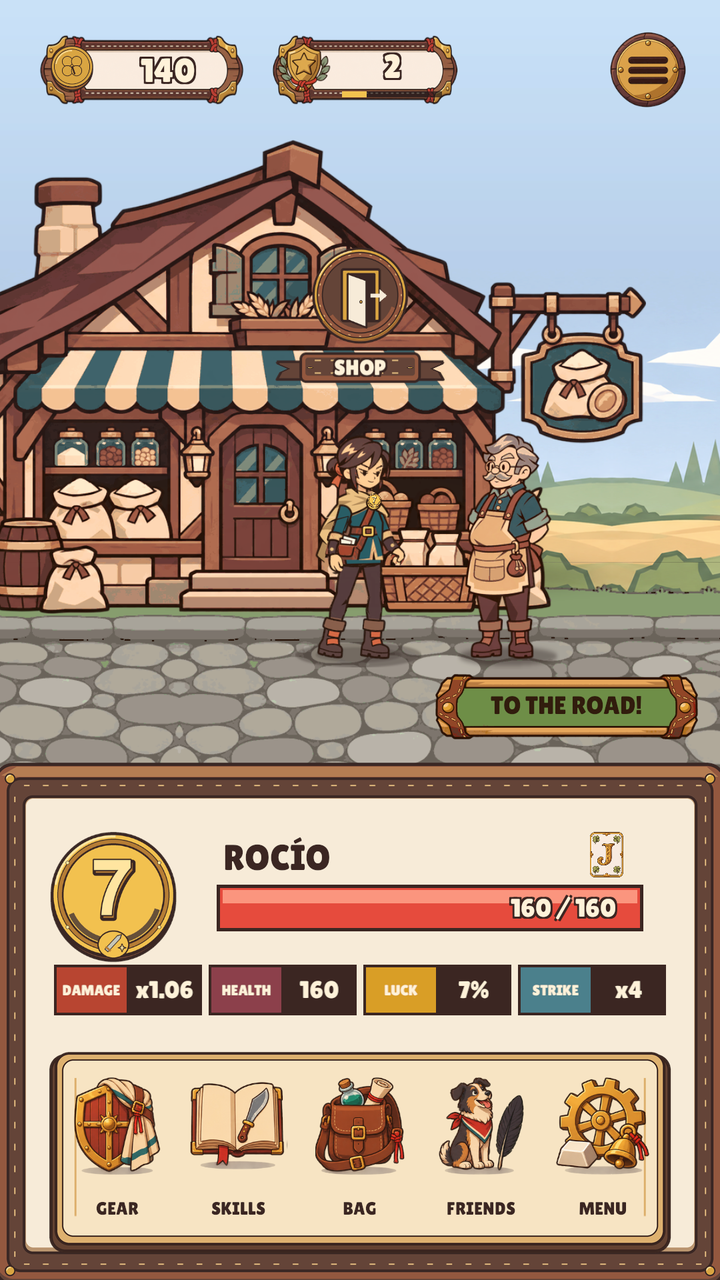 140
2
SHOP
TO THE ROAD!
7
ROCÍO
J
160/160
DAMAGE x1.06
HEALTH 160
LUCK 7%
STRIKE x4
GEAR
SKILLS
BAG
FRIENDS
MENU